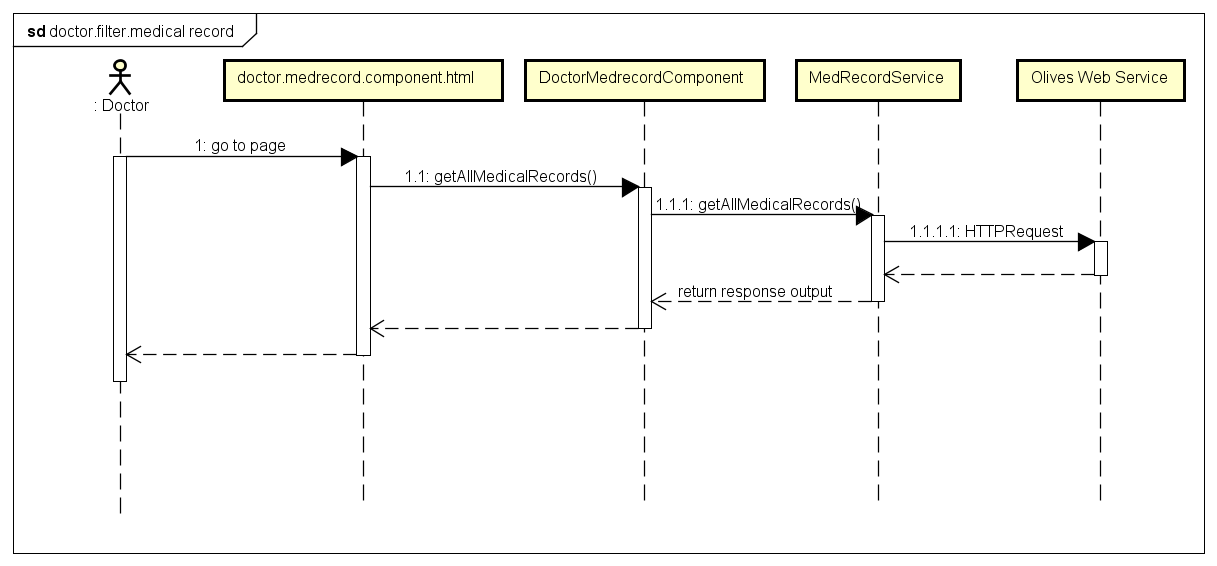 sd doctor.filter.medical record
doctor.medrecord.component.html
DoctorMedrecordComponent
MedRecordService
Olives Web Service
: Doctor
1: go to page
1.1: getAllMedicalRecords()
1.1.1: getAllMedicalRecords()
1.1.1.1: HTTPRequest
return response output